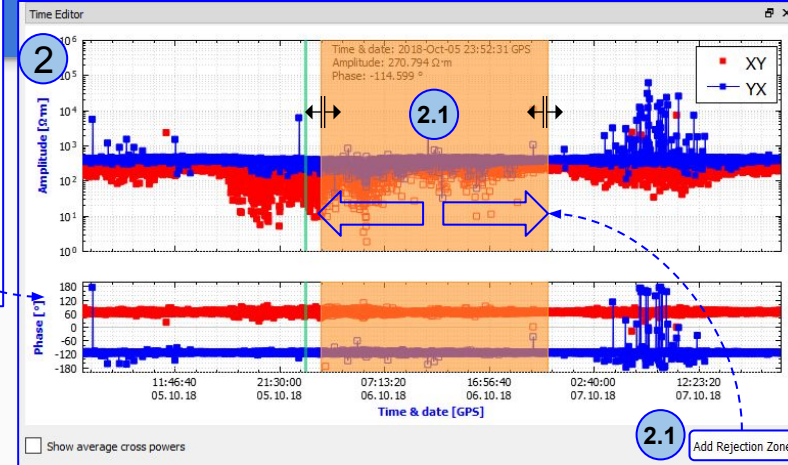 Time Editor
2
Time & date: 2018-Oct-05 23:52:31 GPS
Amplitude: 270.794 Ω·m
Phase: -114.599 °
XY
YX
2.1
Amplitude [Ω·m]
10⁶
10⁵
10⁴
10³
10²
10¹
10⁰
Phase [°]
180
120
60
0
-60
-120
-180
11:46:40
05.10.18
21:30:00
05.10.18
07:13:20
06.10.18
16:56:40
06.10.18
02:40:00
07.10.18
12:23:20
07.10.18
Time & date [GPS]
Show average cross powers
2.1
Add Rejection Zone